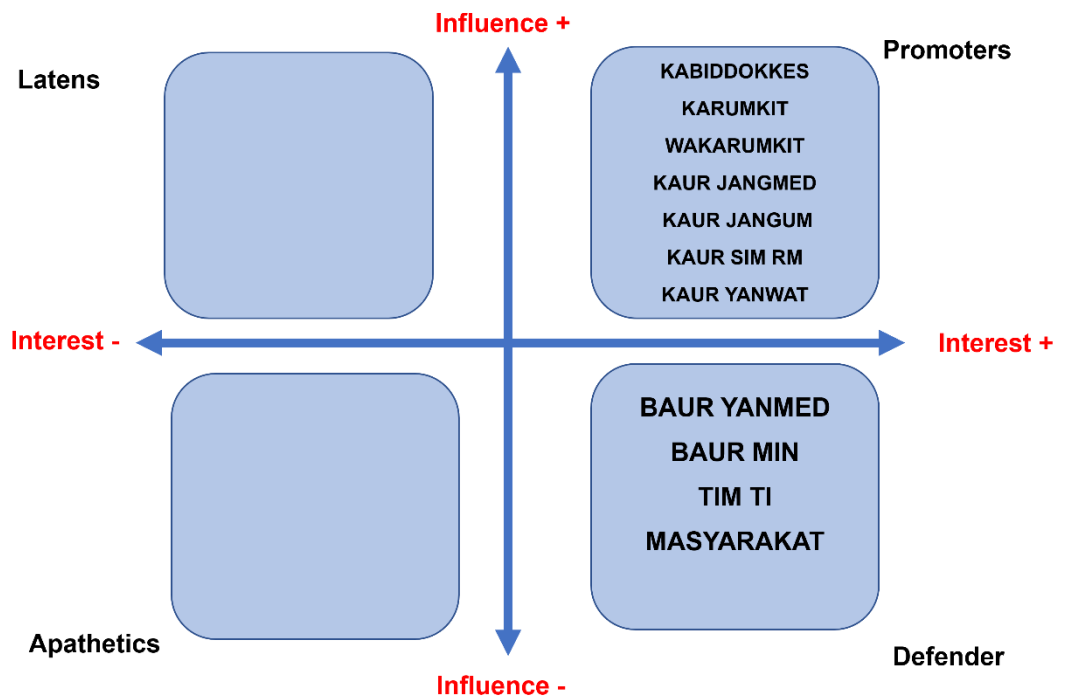 Influence +
Latens
Promoters
KABIDDOKKES
KARUMKIT
WAKARUMKIT
KAUR JANGMED
KAUR JANGUM
KAUR SIM RM
KAUR YANWAT
Interest -
Interest +
BAUR YANMED
BAUR MIN
TIM TI
MASYARAKAT
Apathetics
Defender
Influence -